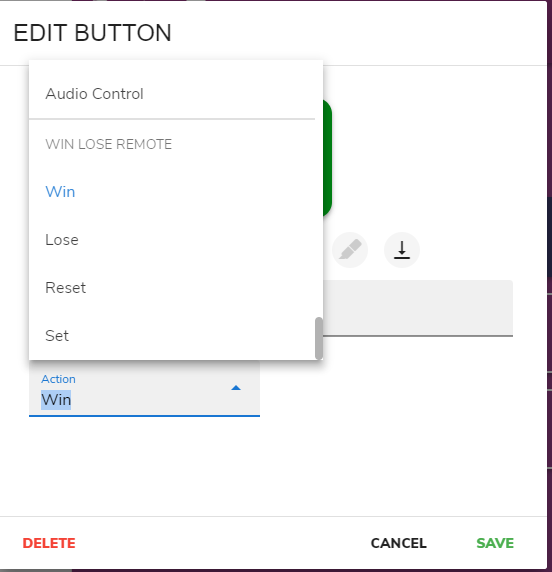 EDIT BUTTON
Audio Control
WIN LOSE REMOTE
Win
Lose
Reset
Set
Action
Win
DELETE
CANCEL
SAVE